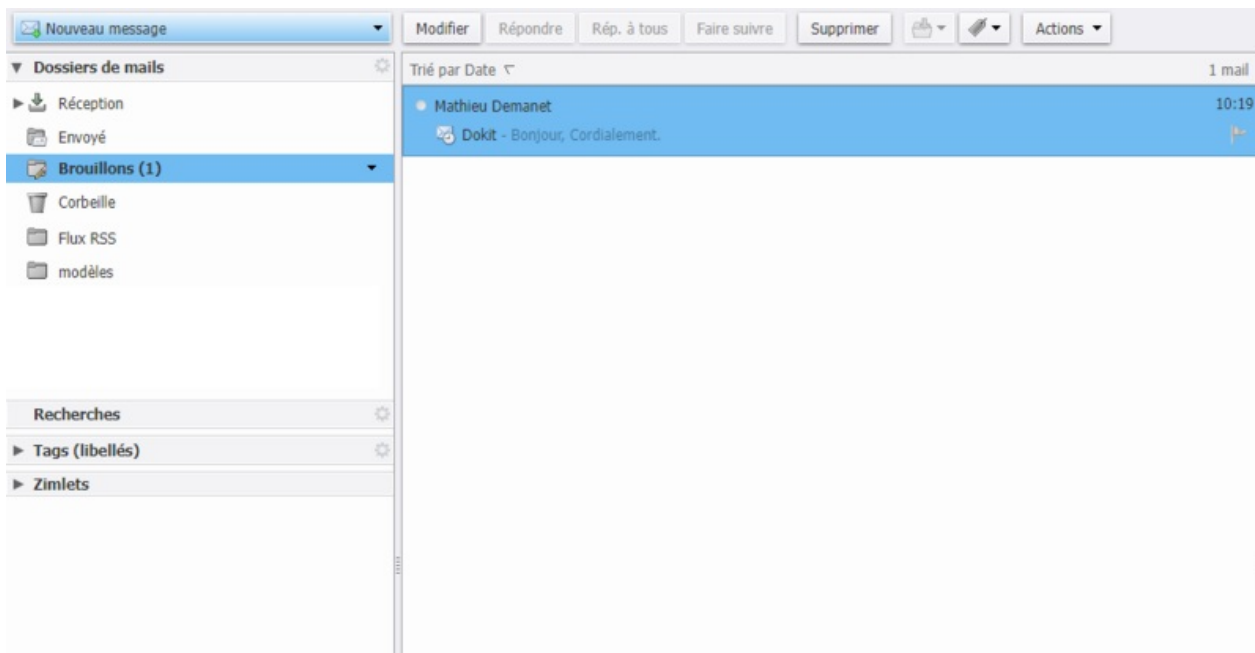 Nouveau message
Modifier Répondre Rép. à tous Faire suivre Supprimer Actions
Dossiers de mails
Réception
Envoyé
Brouillons (1)
Corbeille
Flux RSS
modèles
Recherches
Tags (libellés)
Zimlets
Trié par Date 1 mail
Mathieu Demanet 10:19
Dokit - Bonjour, Cordialement.